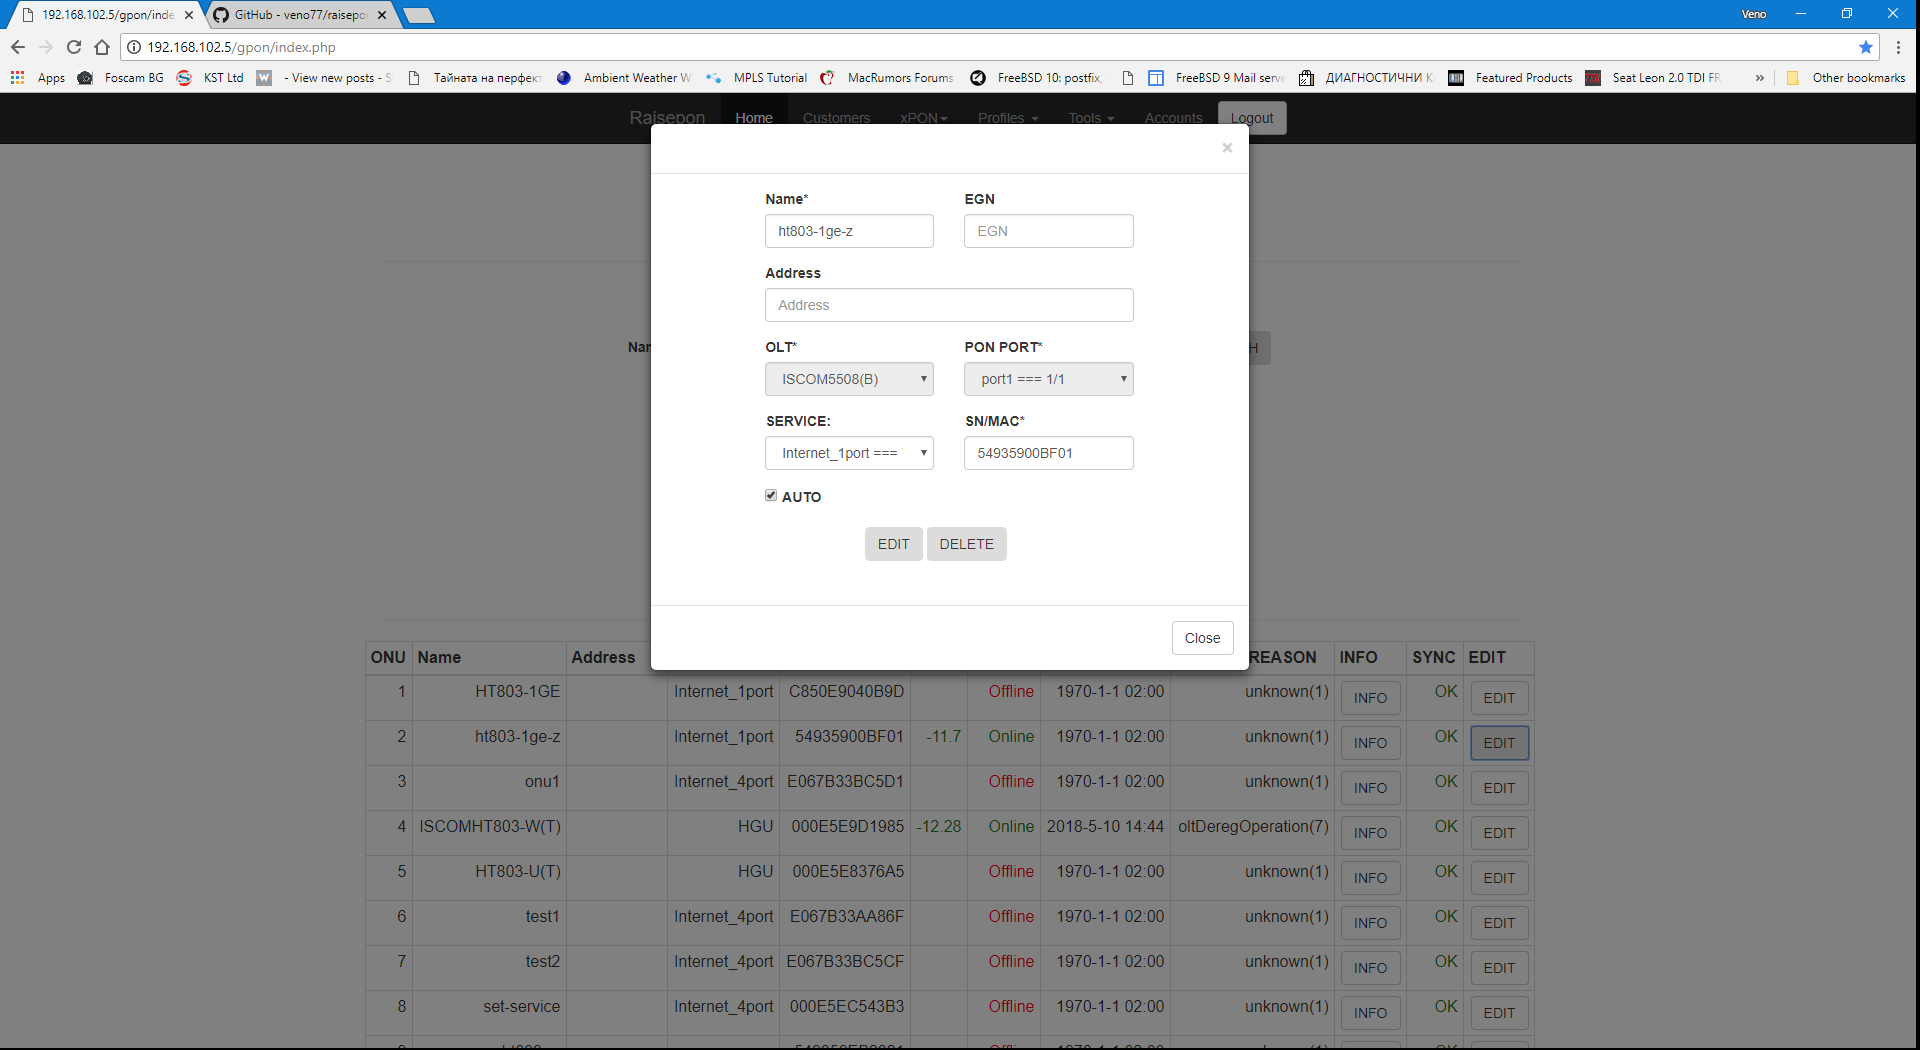 192.168.102.5/gpon/inde
GitHub - veno77/raisepo
Veno
192.168.102.5/gpon/index.php
Apps
Foscam BG
KST Ltd
- View new posts - S
Тайната на перфект
Ambient Weather W
MPLS Tutorial
MacRumors Forums
FreeBSD 10: postfix,
FreeBSD 9 Mail serve
ДИАГНОСТИЧНИ К
Featured Products
Seat Leon 2.0 TDI FR
»
Other bookmarks
Raisepon
Home
Customers
xPON
Profiles
Tools
Accounts
Logout
×
Name*
EGN
ht803-1ge-z
EGN
Address
Address
Nar
H
OLT*
PON PORT*
ISCOM5508(B)
port1 === 1/1
SERVICE:
SN/MAC*
Internet_1port ===
54935900BF01
AUTO
EDIT
DELETE
Close
ONU Name Address REASON INFO SYNC EDIT
1 HT803-1GE Internet_1port C850E9040B9D Offline 1970-1-1 02:00 unknown(1) INFO OK EDIT
2 ht803-1ge-z Internet_1port 54935900BF01 -11.7 Online 1970-1-1 02:00 unknown(1) INFO OK EDIT
3 onu1 Internet_4port E067B33BC5D1 Offline 1970-1-1 02:00 unknown(1) INFO OK EDIT
4 ISCOMHT803-W(T) HGU 000E5E9D1985 -12.28 Online 2018-5-10 14:44 oltDeregOperation(7) INFO OK EDIT
5 HT803-U(T) HGU 000E5E8376A5 Offline 1970-1-1 02:00 unknown(1) INFO OK EDIT
6 test1 Internet_4port E067B33AA86F Offline 1970-1-1 02:00 unknown(1) INFO OK EDIT
7 test2 Internet_4port E067B33BC5CF Offline 1970-1-1 02:00 unknown(1) INFO OK EDIT
8 set-service Internet_4port 000E5EC543B3 Offline 1970-1-1 02:00 unknown(1) INFO OK EDIT